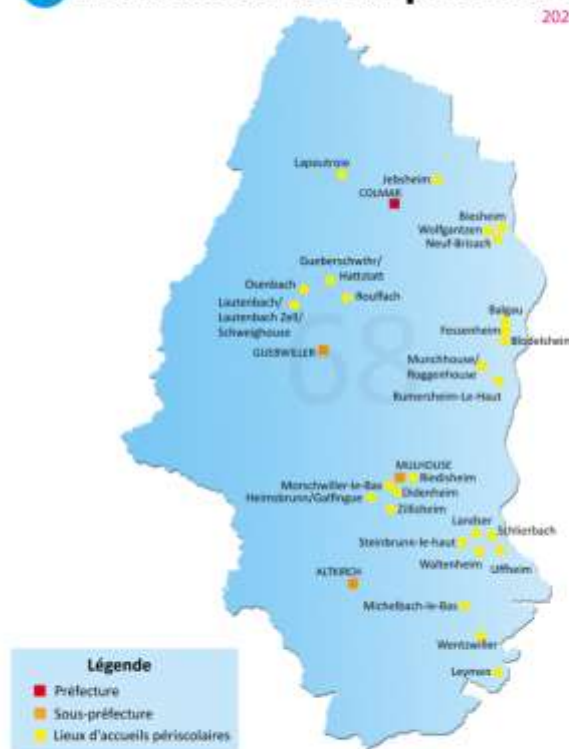 202
Lapoutroie
Jebsheim
COLMAR
Biesheim
Wolfgantzen
Neuf-Brisach
Gueberschwihr/
Hattstatt
Osenbach
Rouffach
Lautenbach/
Lautenbach Zell/
Schweighouse
Balgau
Fessenheim
Blodelsheim
GUEBWILLER
68
Munchhouse/
Roggenhouse
Rumersheim-Le-Haut
MULHOUSE
Riedisheim
Morschwiller-le-Bas
Didenheim
Heimsbrunn/Galfingue
Zillisheim
Landser
Schlierbach
Steinbrunn-le-haut
Waltenheim
Uffheim
ALTKIRCH
Michelbach-le-Bas
Wentzwiller
Leymen
Légende
Préfecture
Sous-préfecture
Lieux d'accueils périscolaires